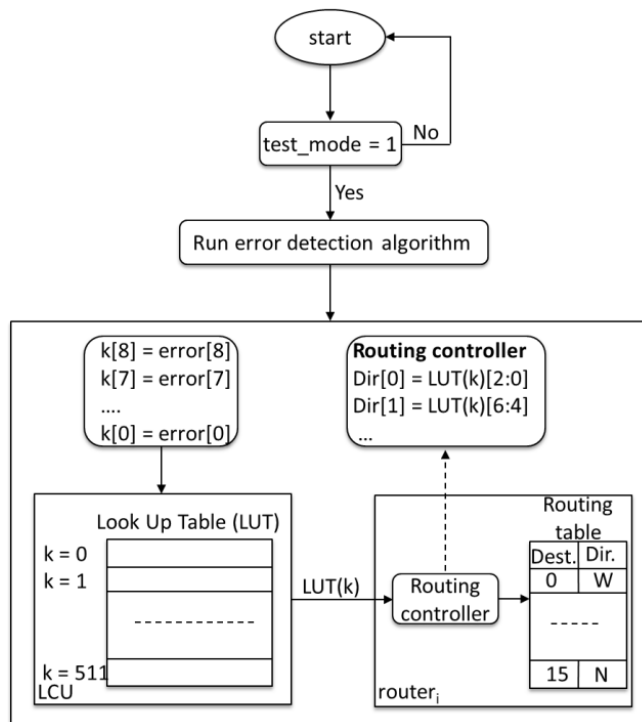 start
No
test_mode = 1
Yes
Run error detection algorithm
k[8] = error[8]
k[7] = error[7]
....
k[0] = error[0]
Routing controller
Dir[0] = LUT(k)[2:0]
Dir[1] = LUT(k)[6:4]
...
Look Up Table (LUT)
k = 0
k = 1
k = 511
LCU
LUT(k)
Routing
controller
Routing
table
Dest. Dir.
0 W
15 N
routeri